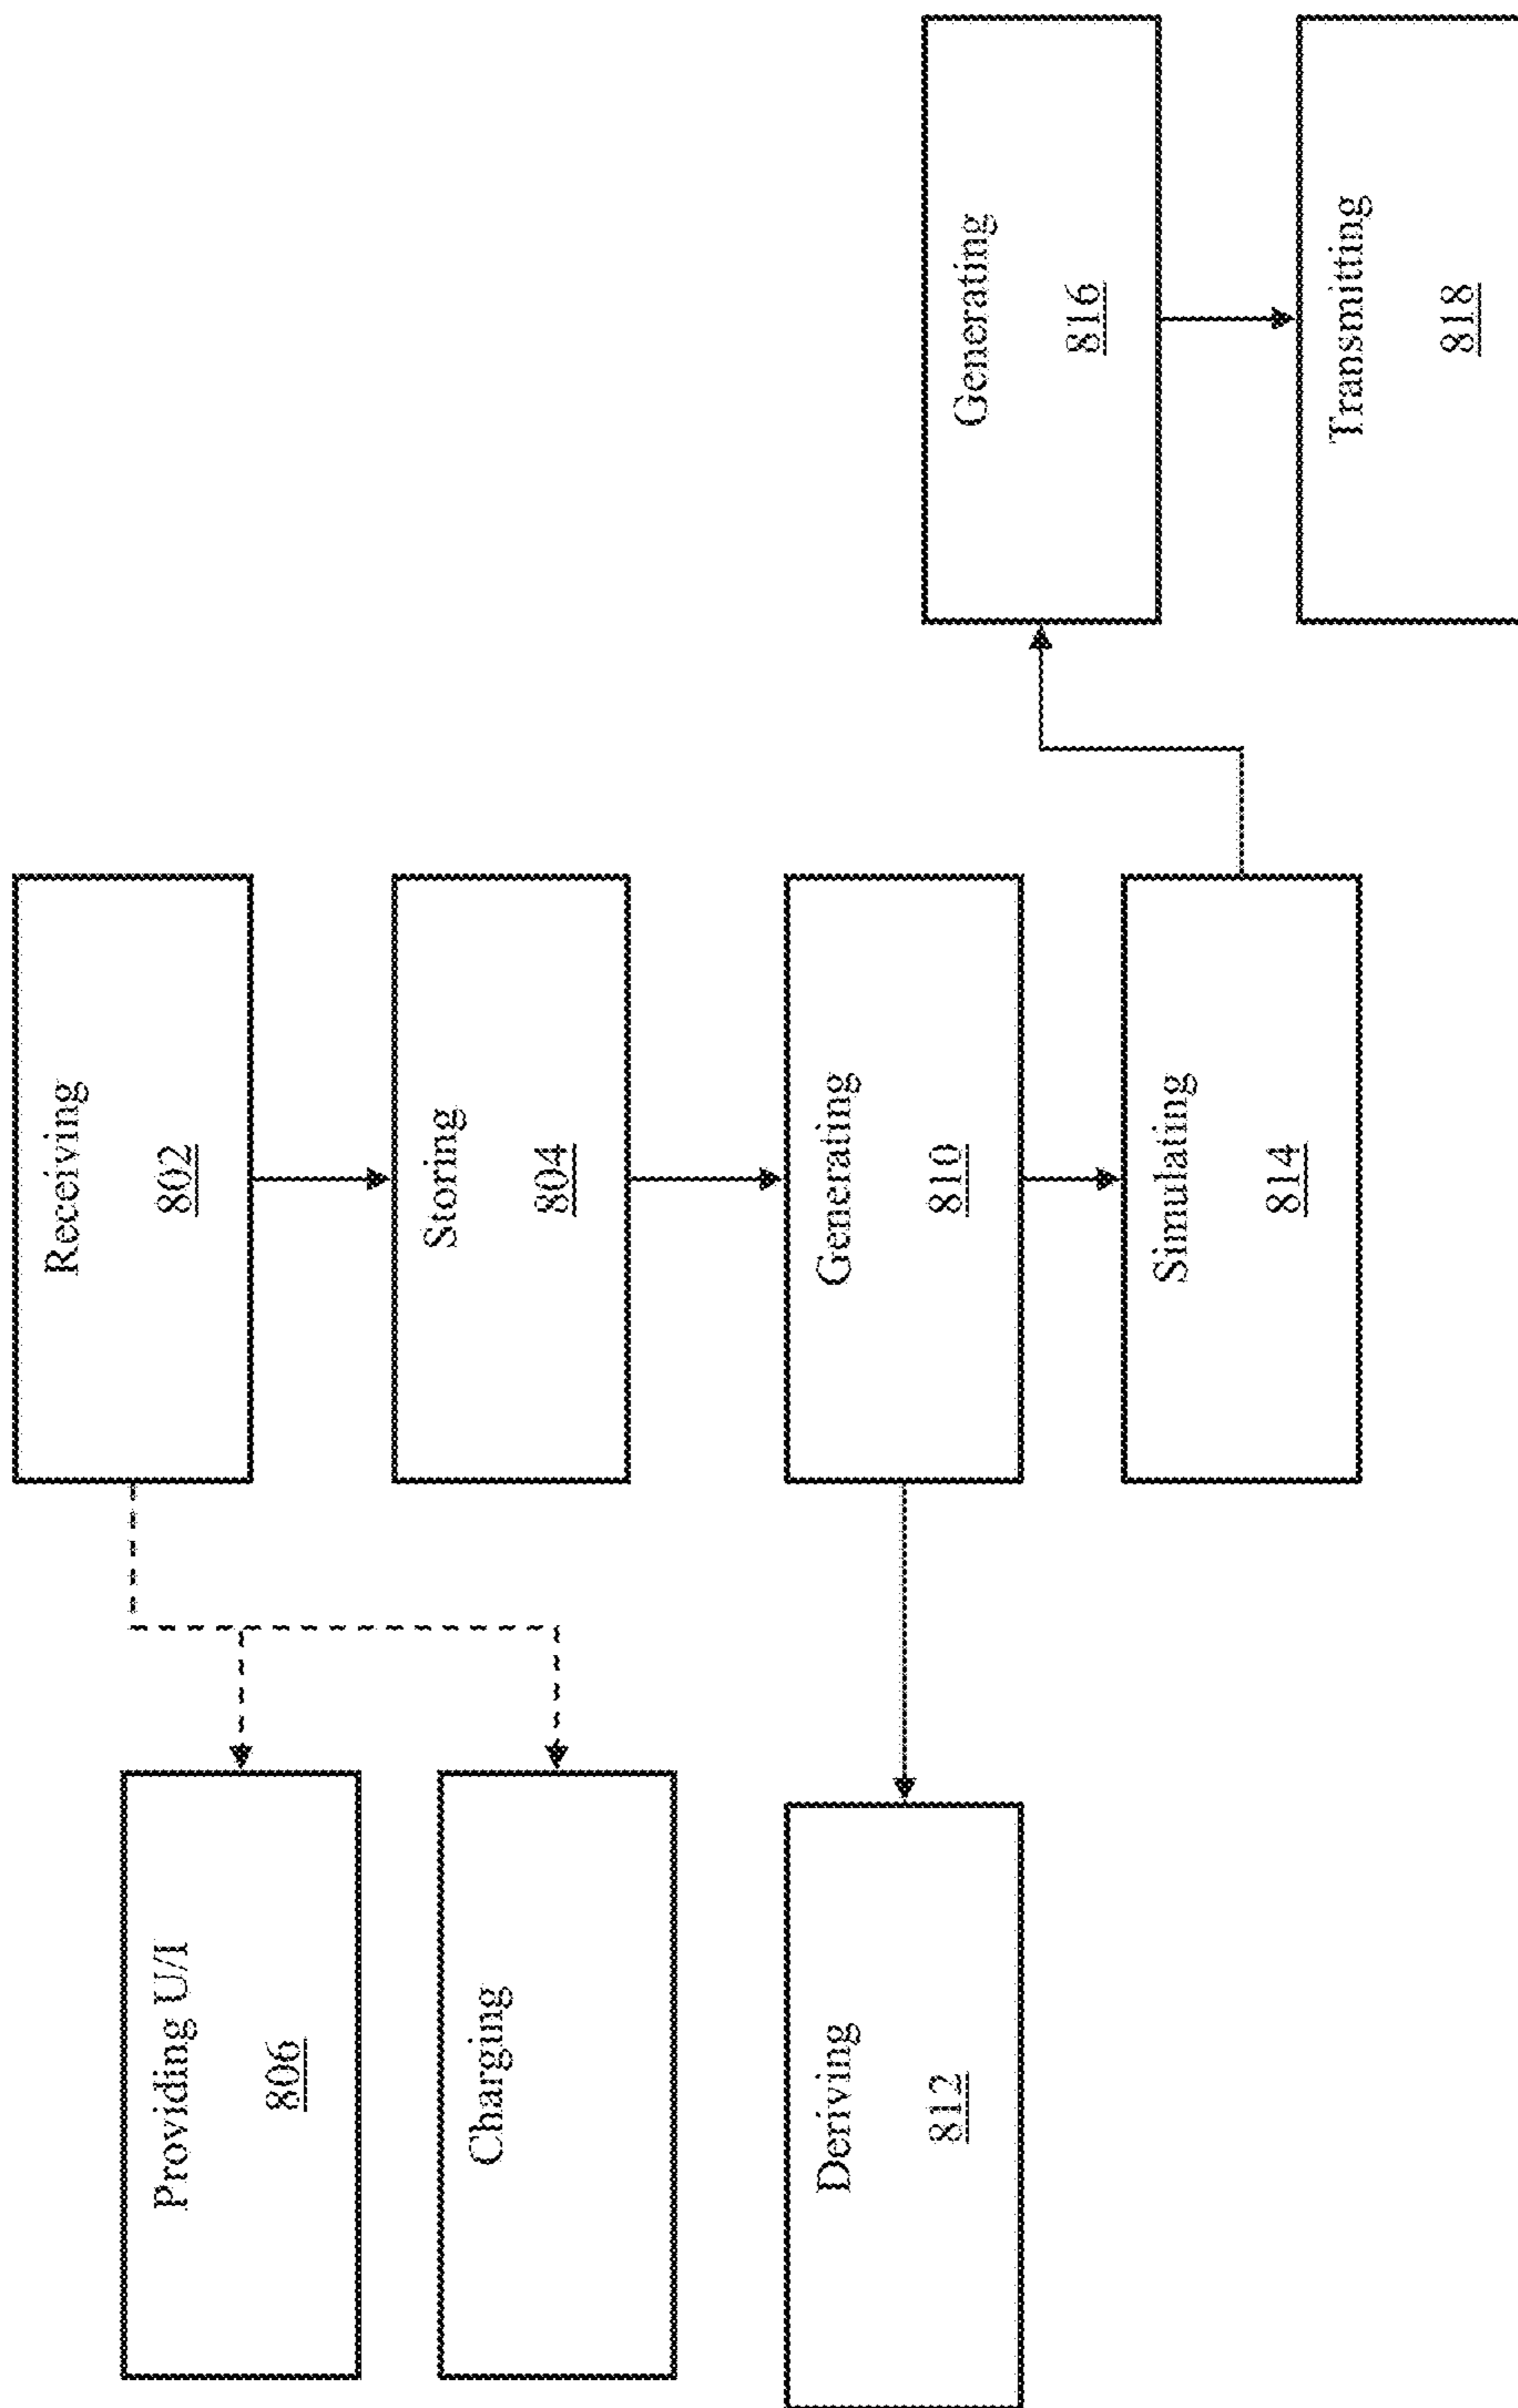 Receiving
802
Storing
804
Providing U/I
806
Charging
Generating
810
Deriving
812
Simulating
814
Generating
816
Transmitting
818